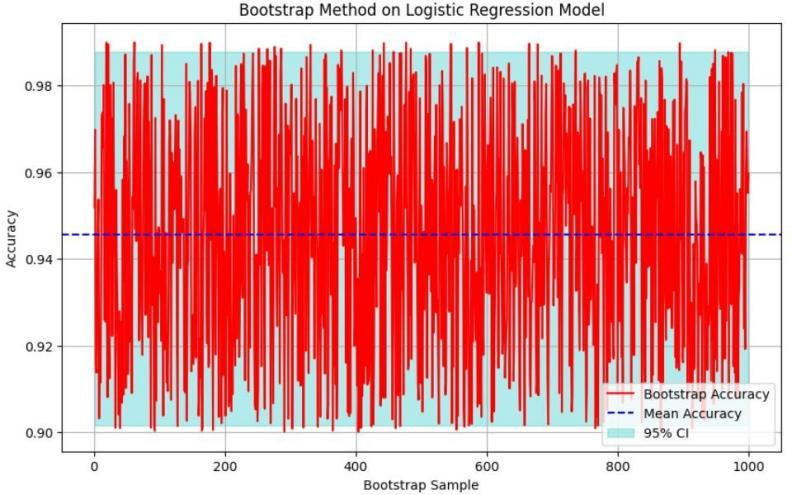 Bootstrap Method on Logistic Regression Model
Accuracy
0.98
0.96
0.94
0.92
0.90
0 200 400 600 800 1000
Bootstrap Sample
Bootstrap Accuracy
Mean Accuracy
95% CI